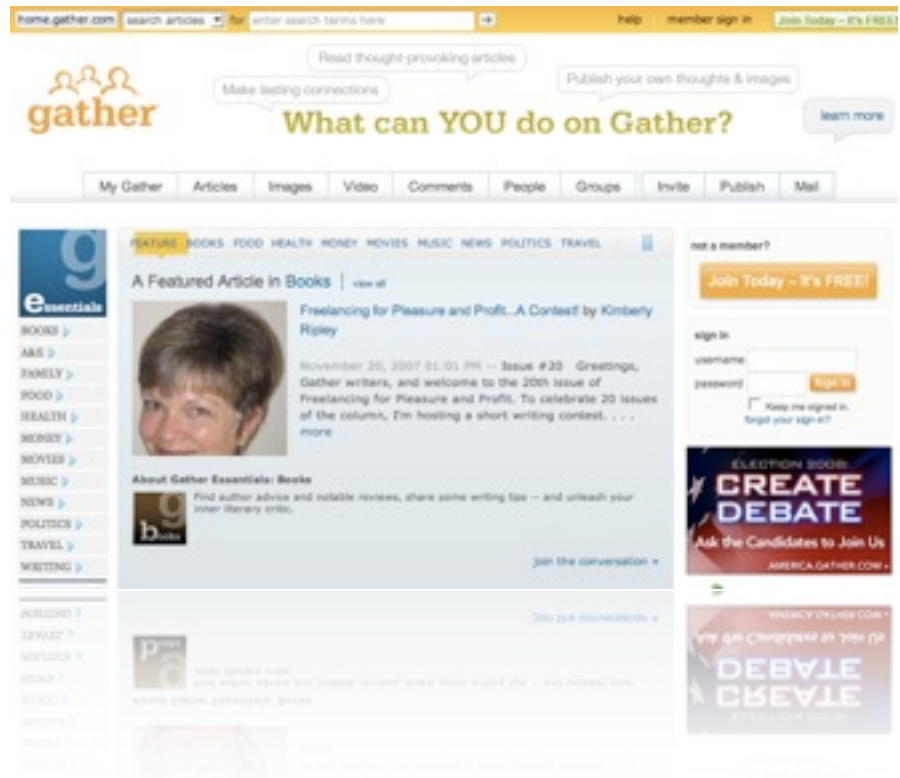 home.gather.com search articles for enter search terms here help member sign in Join Today – It's FREE!
Read thought-provoking articles
Make lasting connections
Publish your own thoughts & images
gather
What can YOU do on Gather?
learn more
My Gather Articles Images Video Comments People Groups Invite Publish Mail
g
essentials
BOOKS
A&E
FAMILY
FOOD
HEALTH
MONEY
MOVIES
MUSIC
NEWS
POLITICS
TRAVEL
WRITING
FEATURE BOOKS FOOD HEALTH MONEY MOVIES MUSIC NEWS POLITICS TRAVEL
A Featured Article in Books | view all
Freelancing for Pleasure and Profit...A Contest! by Kimberly
Ripley
November 20, 2007 01:01 PM -- Issue #20 Greetings,
Gather writers, and welcome to the 20th issue of
Freelancing for Pleasure and Profit. To celebrate 20 issues
of the column, I'm hosting a short writing contest. . . .
more
About Gather Essentials: Books
g
books
Find author advice and notable reviews, share some writing tips -- and unleash your
inner literary critic.
join the conversation »
not a member?
Join Today – It's FREE!
sign in
username
password Sign In
Keep me signed in.
forgot your sign-in?
ELECTION 2008:
CREATE
DEBATE
Ask the Candidates to Join Us
AMERICA.GATHER.COM